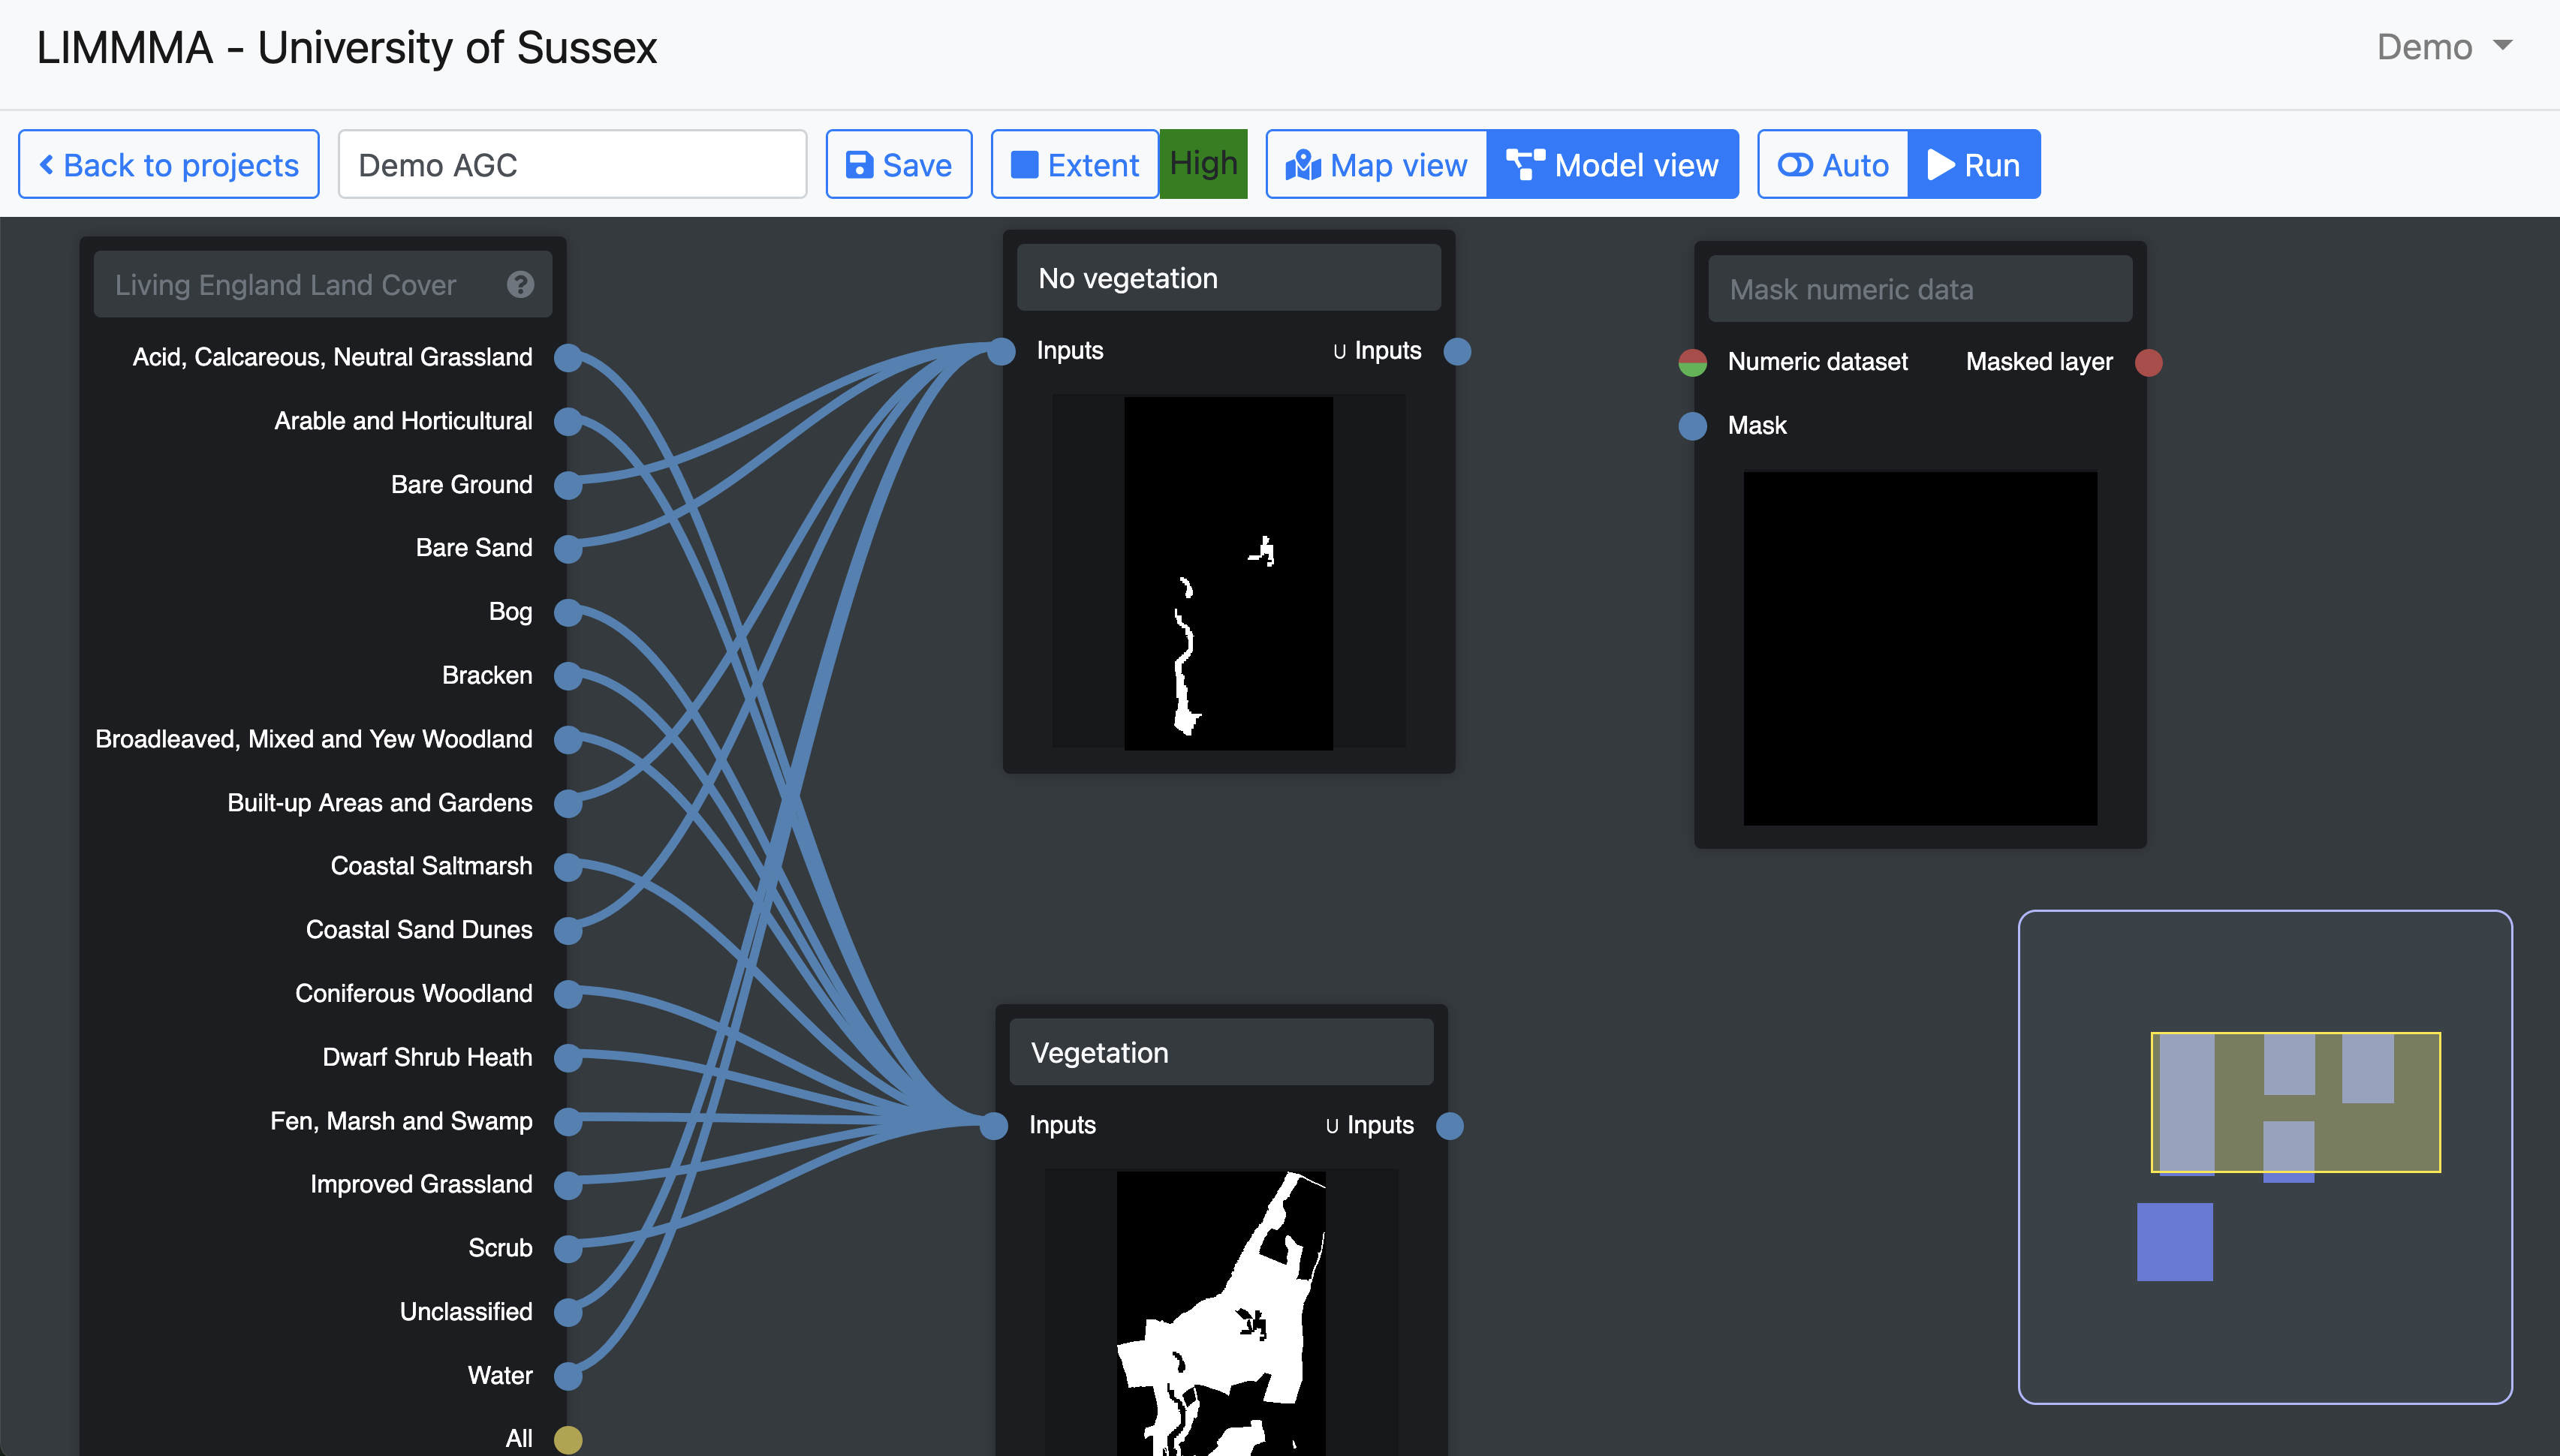 LIMMMA - University of Sussex
Demo
Back to projects
Demo AGC
Save
Extent
High
Map view
Model view
Auto
Run
Living England Land Cover
?
Acid, Calcareous, Neutral Grassland
Arable and Horticultural
Bare Ground
Bare Sand
Bog
Bracken
Broadleaved, Mixed and Yew Woodland
Built-up Areas and Gardens
Coastal Saltmarsh
Coastal Sand Dunes
Coniferous Woodland
Dwarf Shrub Heath
Fen, Marsh and Swamp
Improved Grassland
Scrub
Unclassified
Water
All
No vegetation
Inputs
∪ Inputs
Vegetation
Inputs
∪ Inputs
Mask numeric data
Numeric dataset
Masked layer
Mask